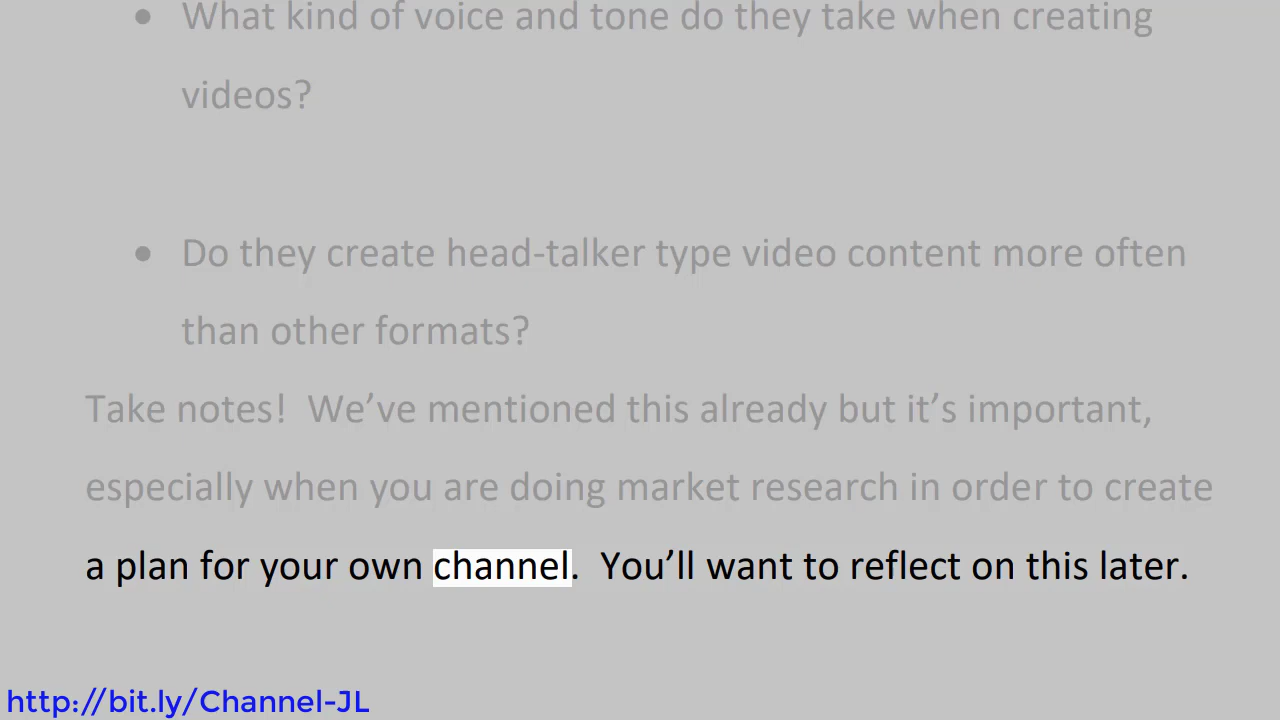 • What kind of voice and tone do they take when creating
videos?
• Do they create head-talker type video content more often
than other formats?
Take notes!  We’ve mentioned this already but it’s important,
especially when you are doing market research in order to create
a plan for your own channel.  You’ll want to reflect on this later.
http://bit.ly/Channel-JL